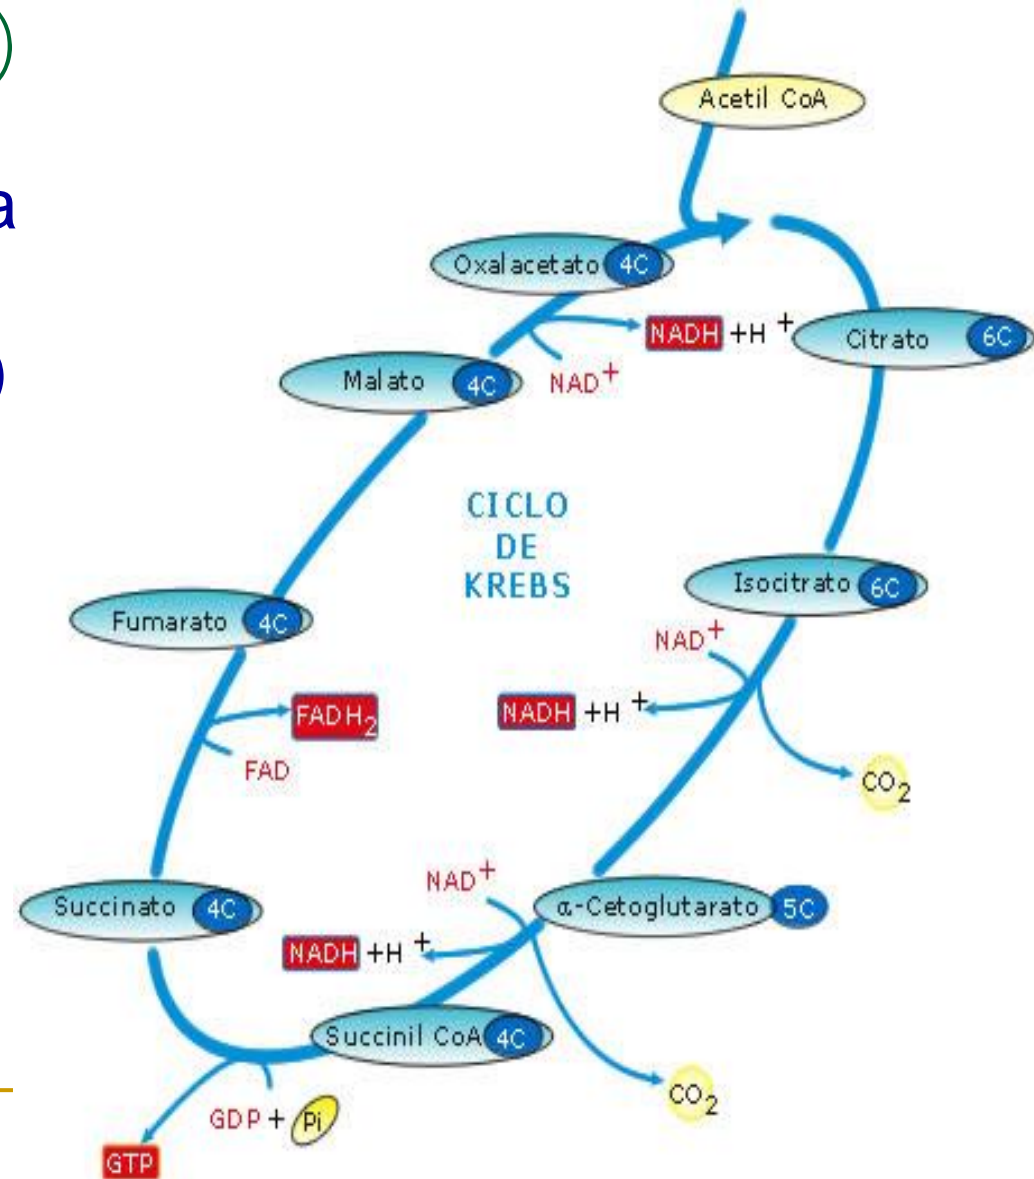 )
a
)
Acetil CoA
Oxalacetato 4C
NADH +H +
Citrato 6C
Malato 4C
NAD+
CICLO
DE
KREBS
Isocitrato 6C
Fumarato 4C
NAD+
NADH +H +
FADH2
FAD
CO2
NAD+
α-Cetoglutarato 5C
Succinato 4C
NADH +H +
Succinil CoA 4C
CO2
GDP + Pi
GTP